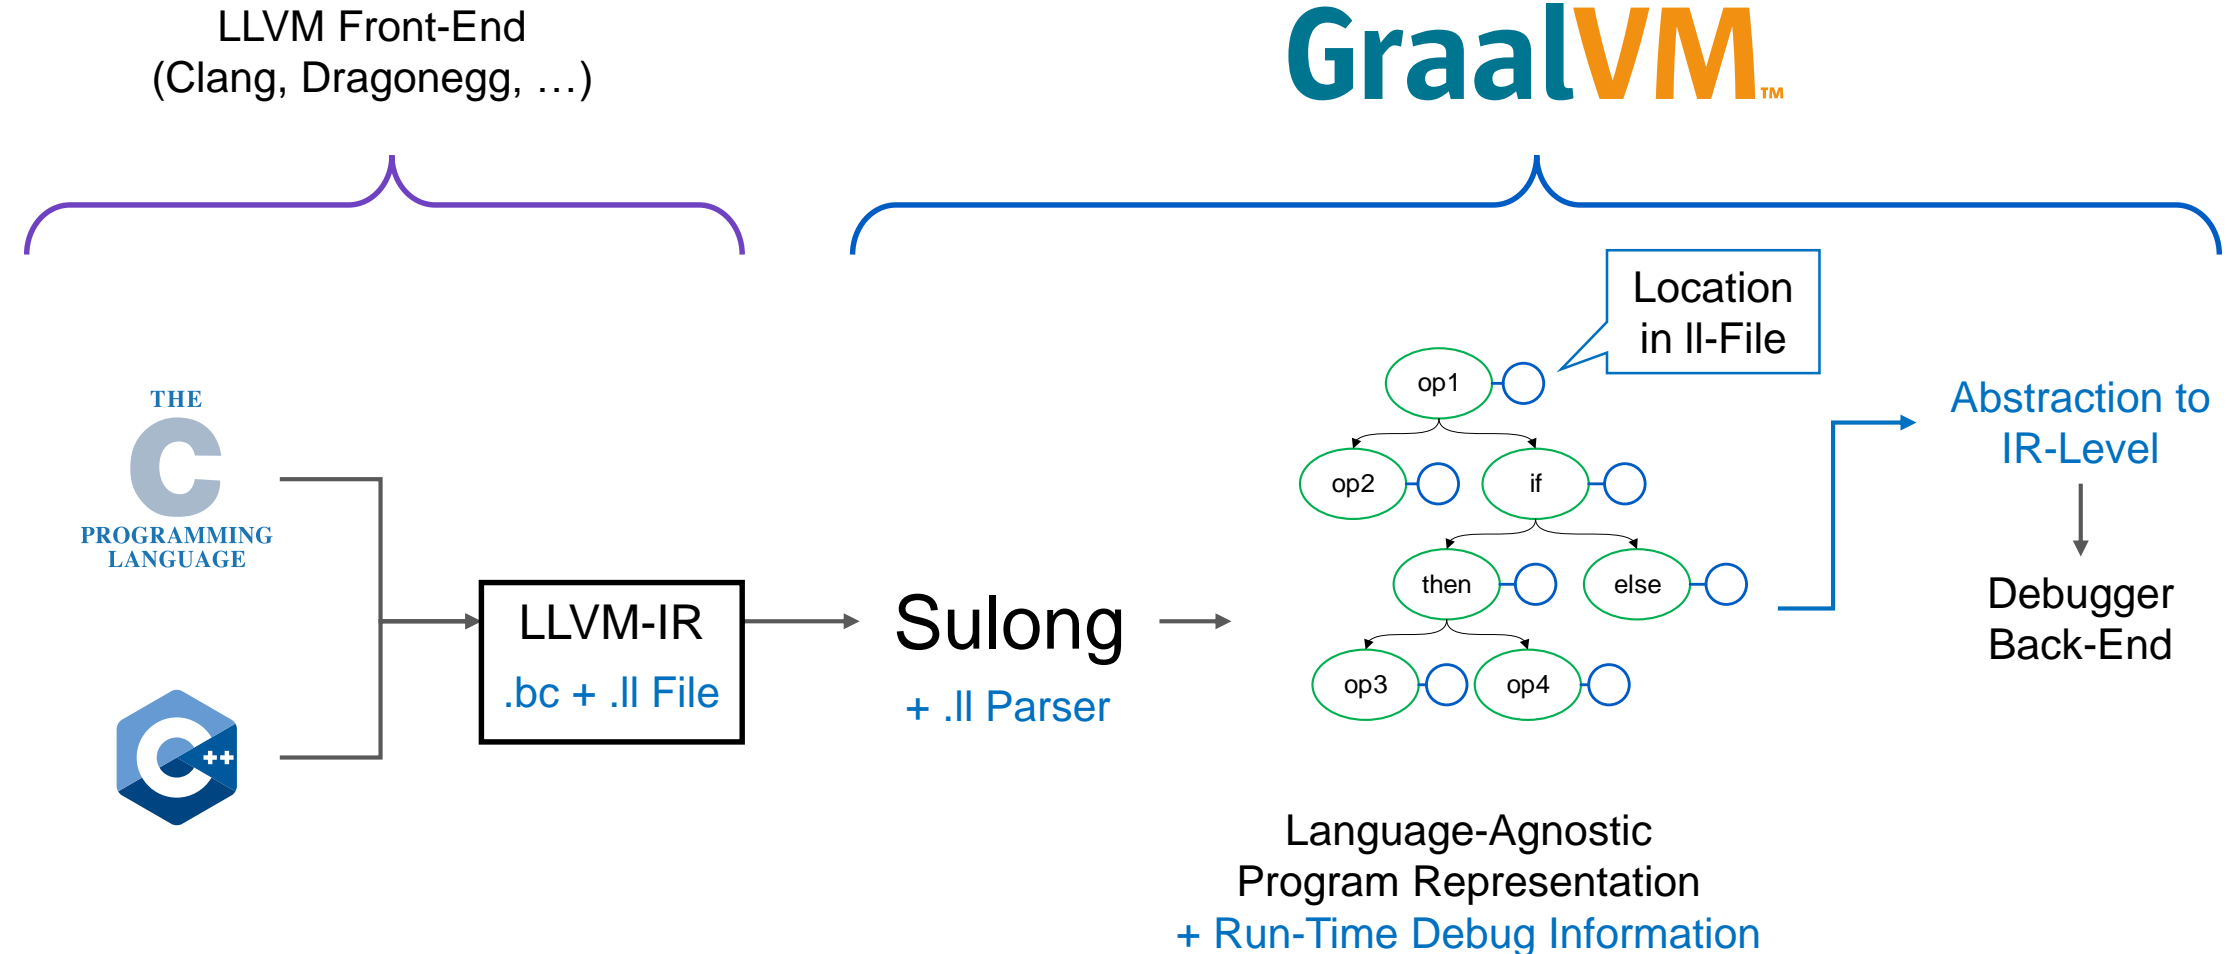 LLVM Front-End
(Clang, Dragonegg, …)
GraalVM™
Location
in ll-File
THE
C
PROGRAMMING
LANGUAGE
C++
LLVM-IR
.bc + .ll File
Sulong
+ .ll Parser
op1
op2
if
then
else
op3
op4
Language-Agnostic
Program Representation
+ Run-Time Debug Information
Abstraction to
IR-Level
Debugger
Back-End